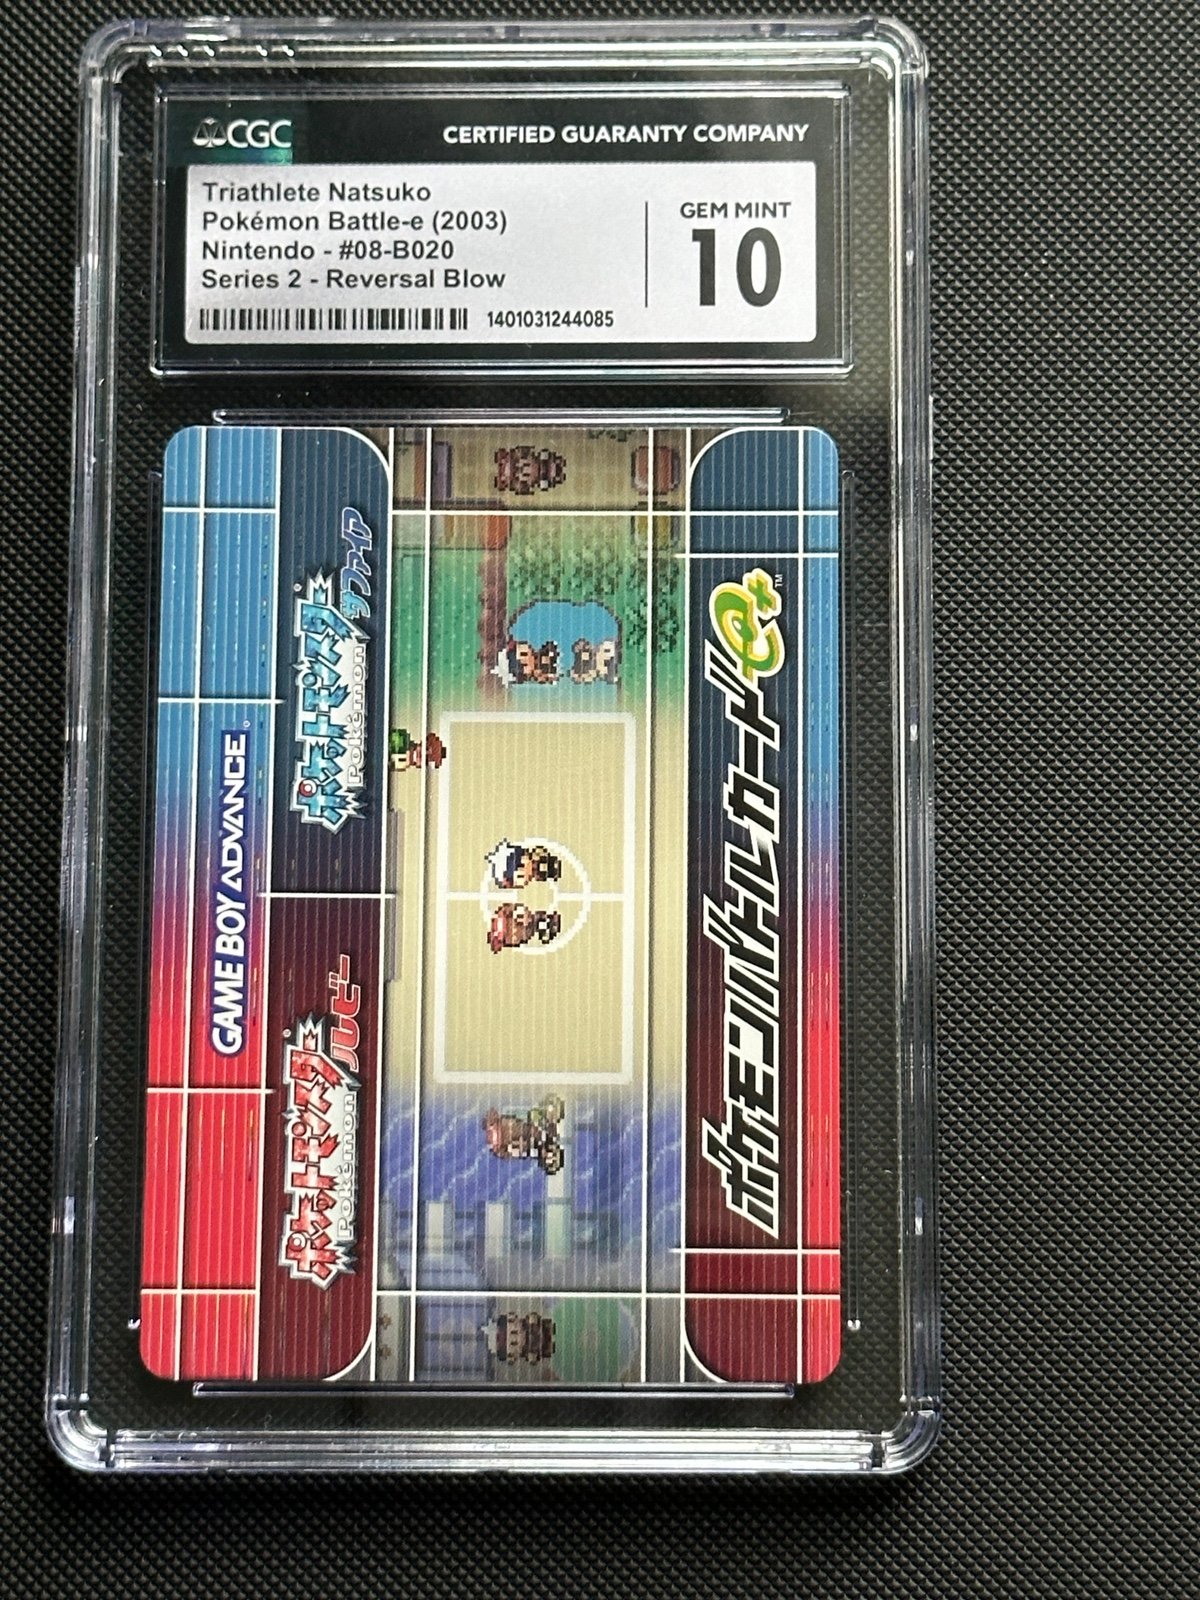 CGC
CERTIFIED GUARANTY COMPANY
Triathlete Natsuko
Pokémon Battle-e (2003)
Nintendo - #08-B020
Series 2 - Reversal Blow
GEM MINT
10
1401031244085
ポケモンバトルカードe+™
ポケットモンスター
Pokémon
ルビー
ポケットモンスター
Pokémon
サファイア
GAME BOY ADVANCE